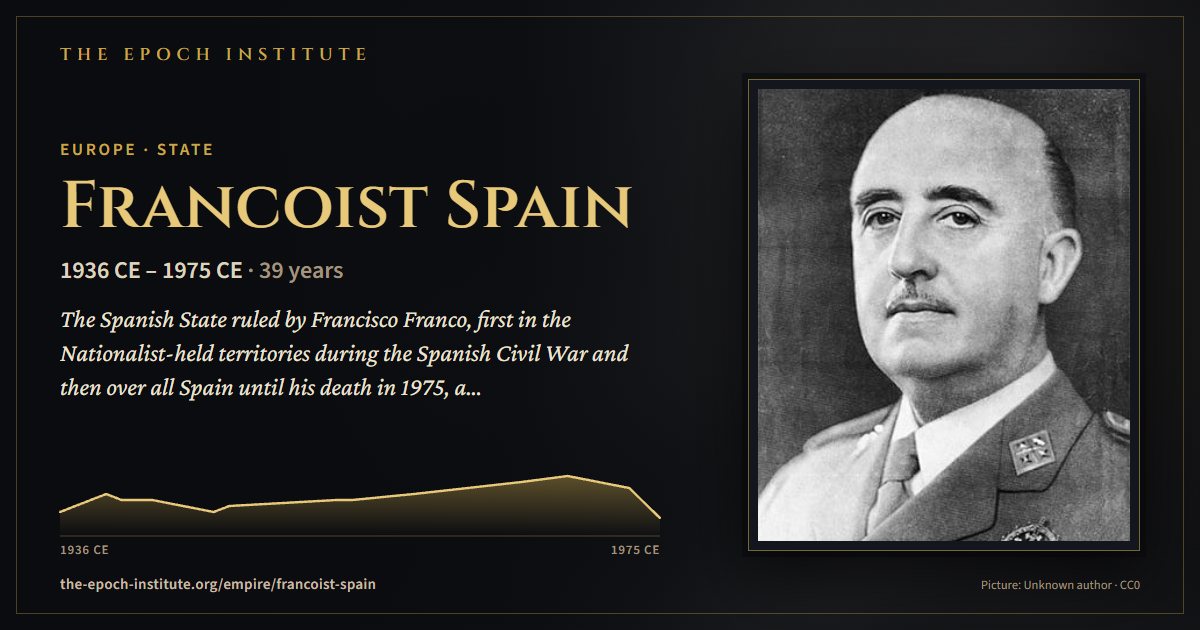 THE EPOCH INSTITUTE
EUROPE · STATE
FRANCOIST SPAIN
1936 CE – 1975 CE · 39 years
The Spanish State ruled by Francisco Franco, first in the
Nationalist-held territories during the Spanish Civil War and
then over all Spain until his death in 1975, a...
1936 CE
1975 CE
the-epoch-institute.org/empire/francoist-spain
Picture: Unknown author · CC0